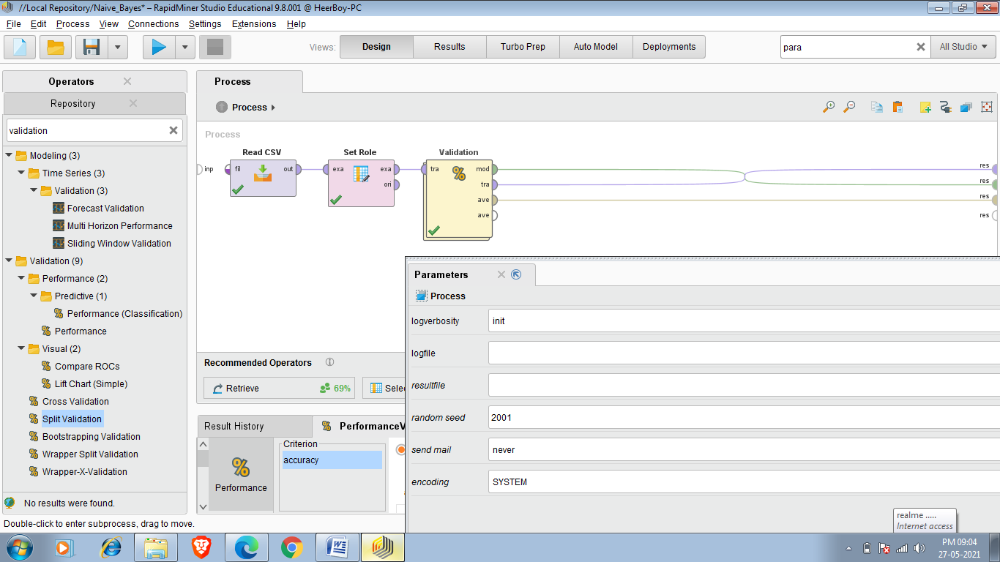 //Local Repository/Naive_Bayes* – RapidMiner Studio Educational 9.8.001 @ HeerBoy-PC
File Edit Process View Connections Settings Extensions Help
Views: Design Results Turbo Prep Auto Model Deployments para All Studio
Operators
Repository
validation
Modeling (3)
Time Series (3)
Validation (3)
Forecast Validation
Multi Horizon Performance
Sliding Window Validation
Validation (9)
Performance (2)
Predictive (1)
Performance (Classification)
Performance
Visual (2)
Compare ROCs
Lift Chart (Simple)
Cross Validation
Split Validation
Bootstrapping Validation
Wrapper Split Validation
Wrapper-X-Validation
No results were found.
Double-click to enter subprocess, drag to move.
Process
Process
Process
Read CSV Set Role Validation
inp fil out exa exa tra mod res
ori tra res
ave res
ave res
Recommended Operators
Retrieve 69% Selec
Result History PerformanceV
Performance
Criterion
accuracy
Parameters
Process
logverbosity init
logfile
resultfile
random seed 2001
send mail never
encoding SYSTEM
realme .....
Internet access
PM 09:04
27-05-2021